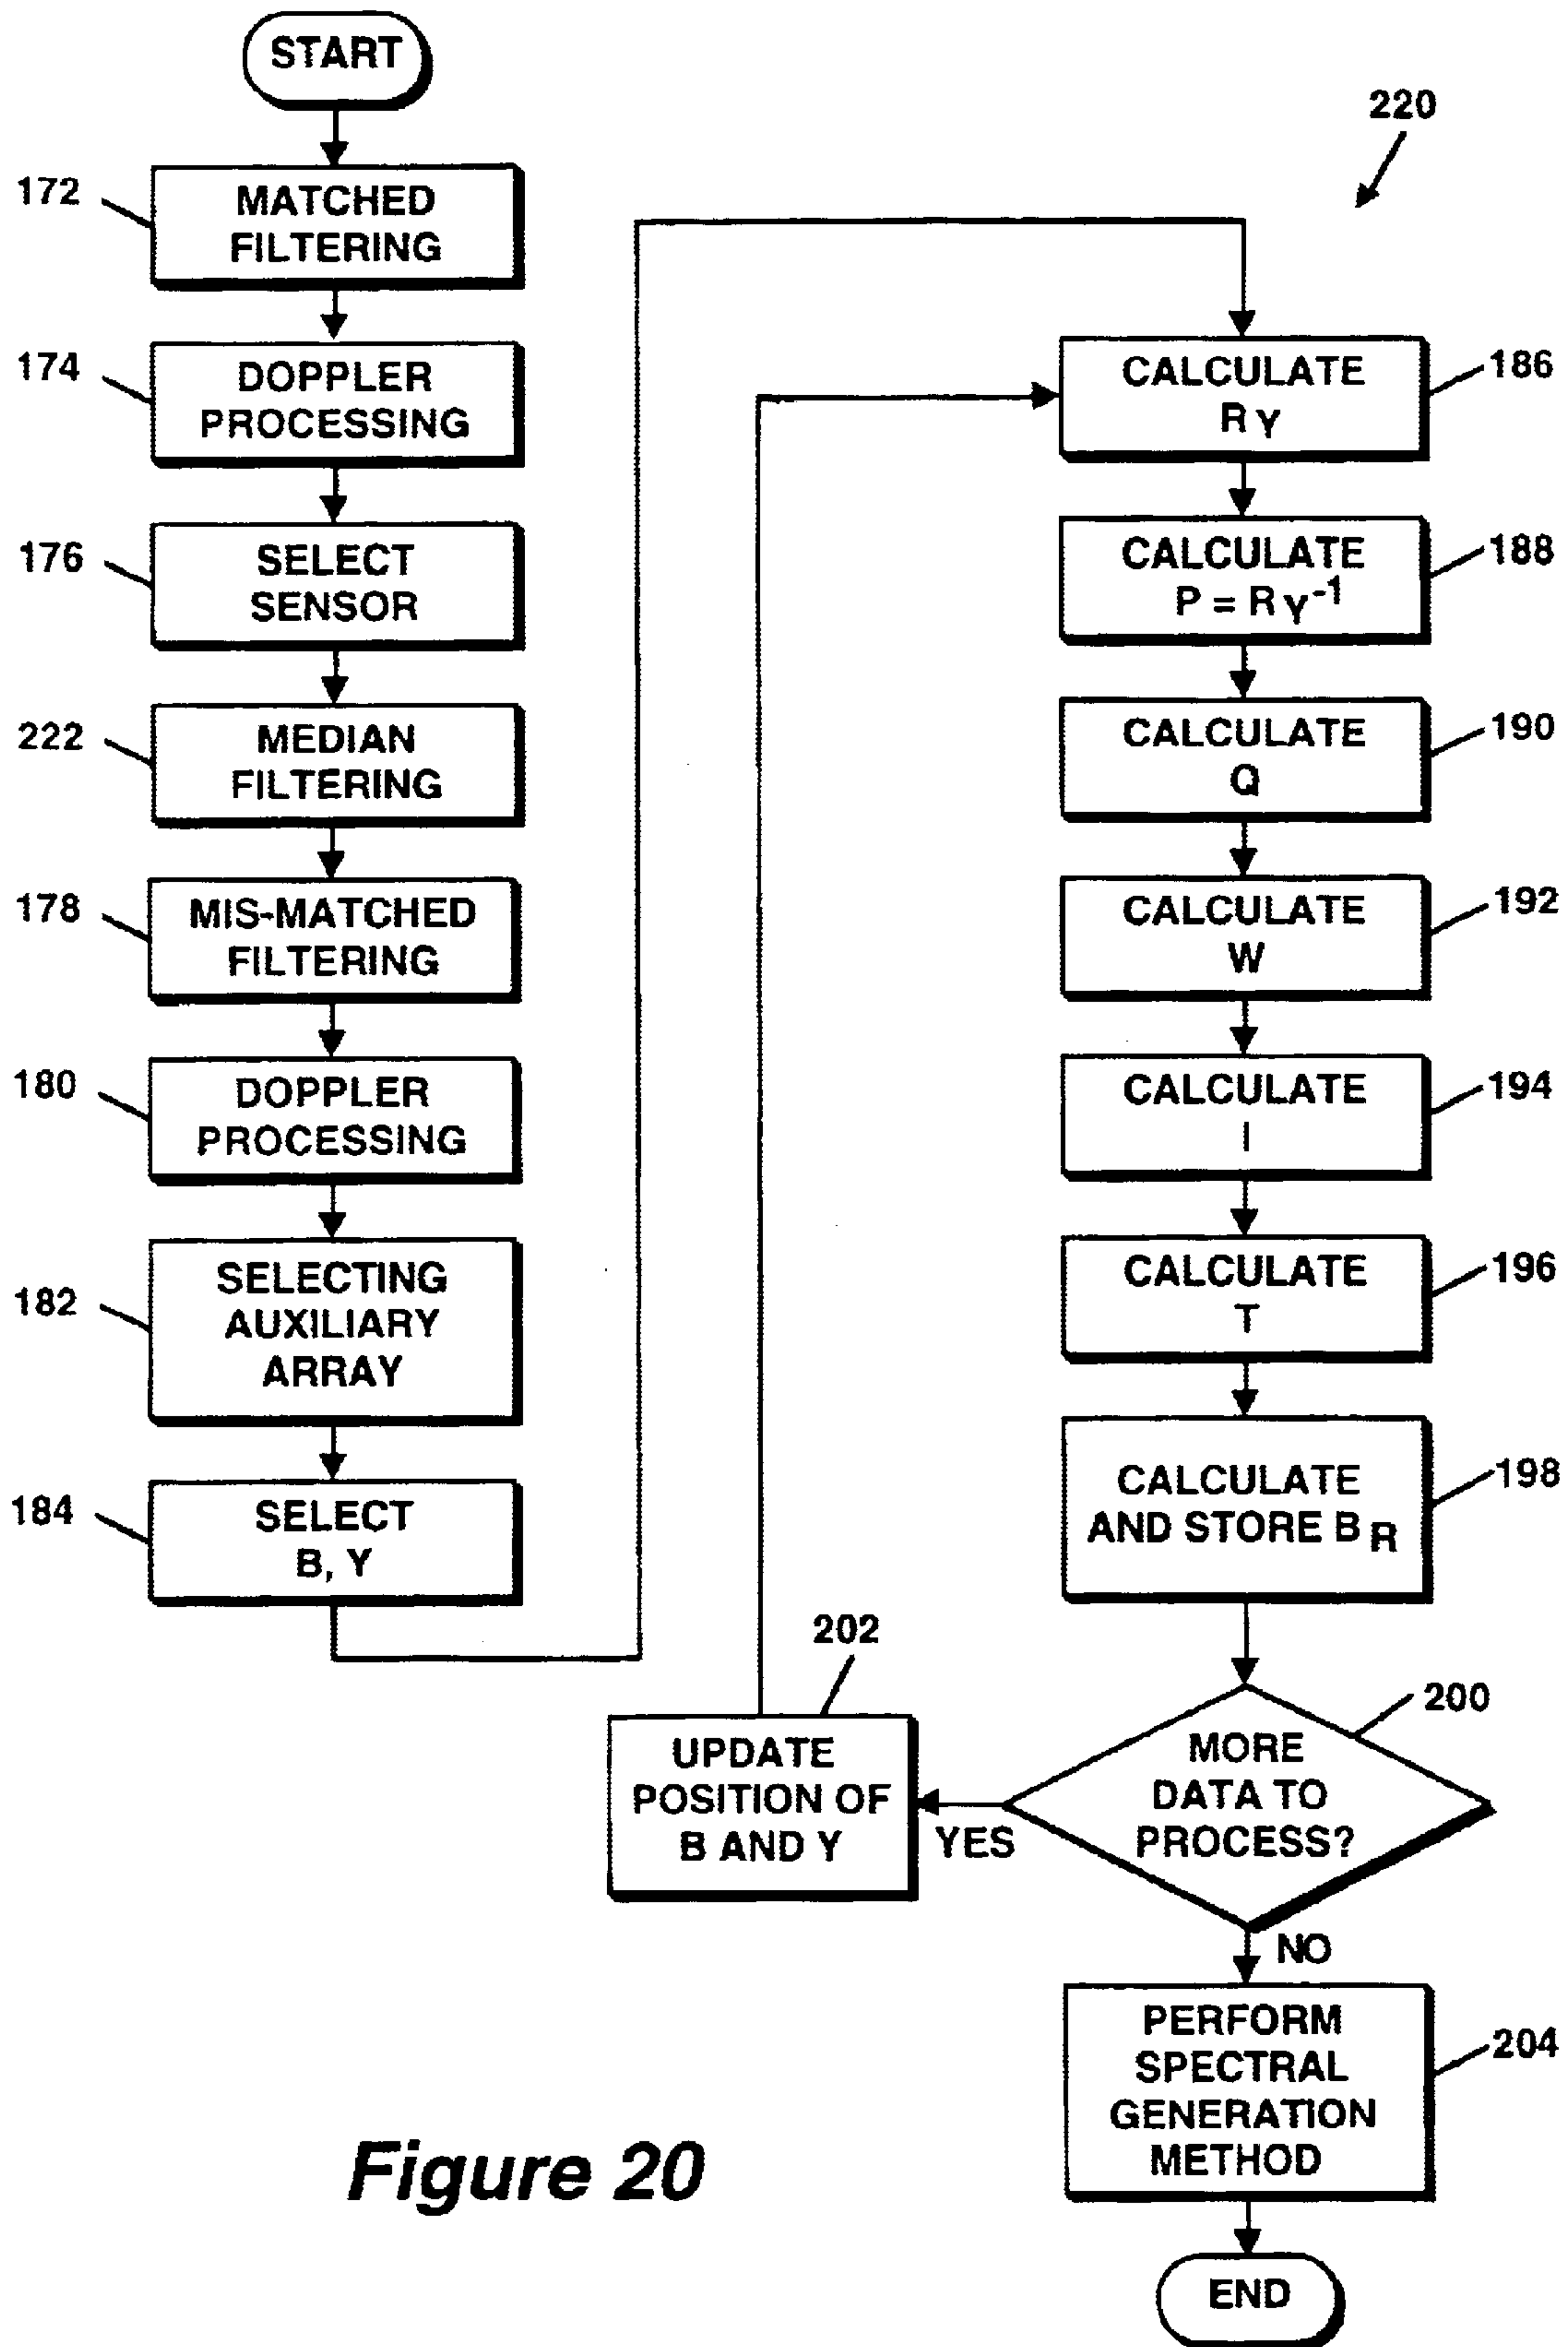 START
220
172
MATCHED
FILTERING
174
DOPPLER
PROCESSING
176
SELECT
SENSOR
222
MEDIAN
FILTERING
178
MIS-MATCHED
FILTERING
180
DOPPLER
PROCESSING
182
SELECTING
AUXILIARY
ARRAY
184
SELECT
B, Y
CALCULATE
R Y
186
CALCULATE
P = R Y -1
188
CALCULATE
Q
190
CALCULATE
W
192
CALCULATE
I
194
CALCULATE
T
196
CALCULATE
AND STORE B R
198
MORE
DATA TO
PROCESS?
200
YES
202
UPDATE
POSITION OF
B AND Y
NO
PERFORM
SPECTRAL
GENERATION
METHOD
204
END
Figure 20